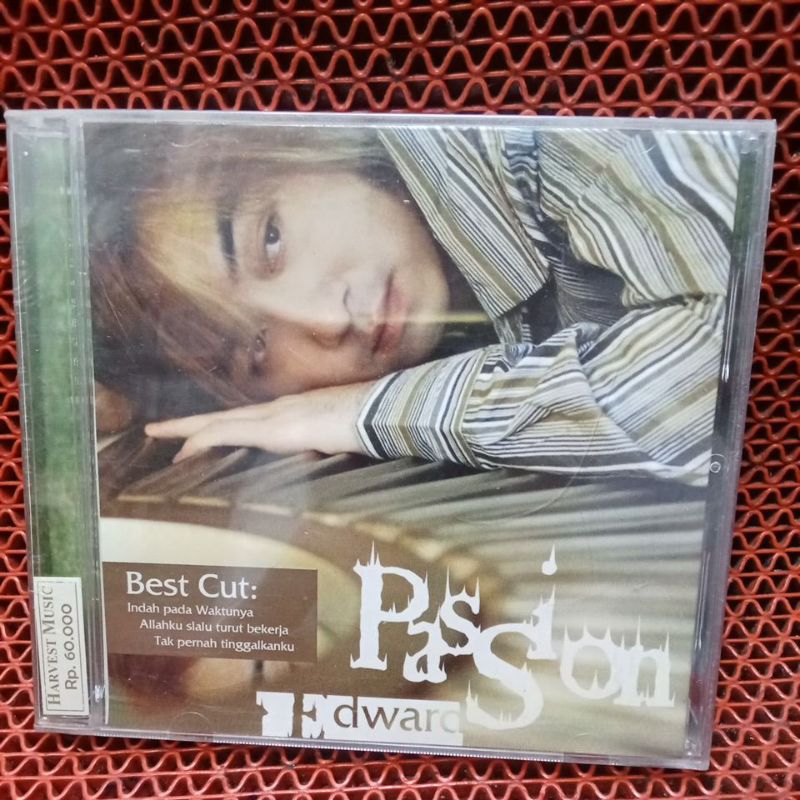 Best Cut:
Indah pada Waktunya
Allahku slalu turut bekerja
Tak pernah tinggalkanku
Passion
Edward
HARVEST MUSIC
Rp. 60.000